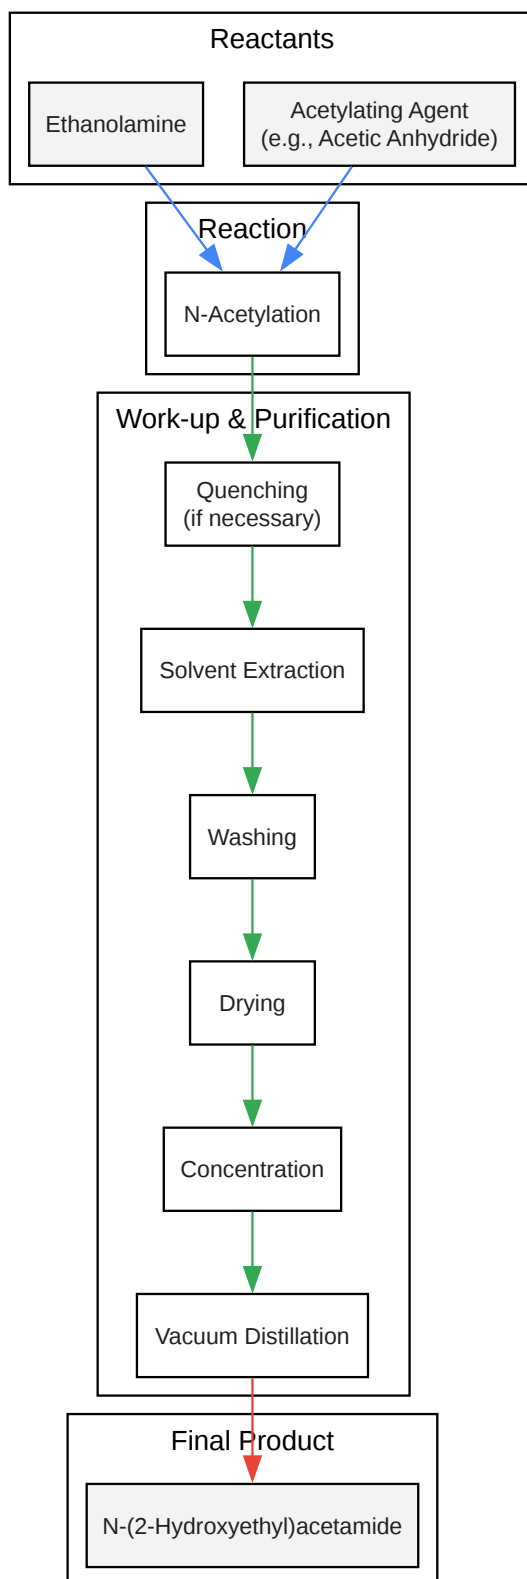 Reactants
Ethanolamine
Acetylating Agent
(e.g., Acetic Anhydride)
Reaction
N-Acetylation
Work-up & Purification
Quenching
(if necessary)
Solvent Extraction
Washing
Drying
Concentration
Vacuum Distillation
Final Product
N-(2-Hydroxyethyl)acetamide